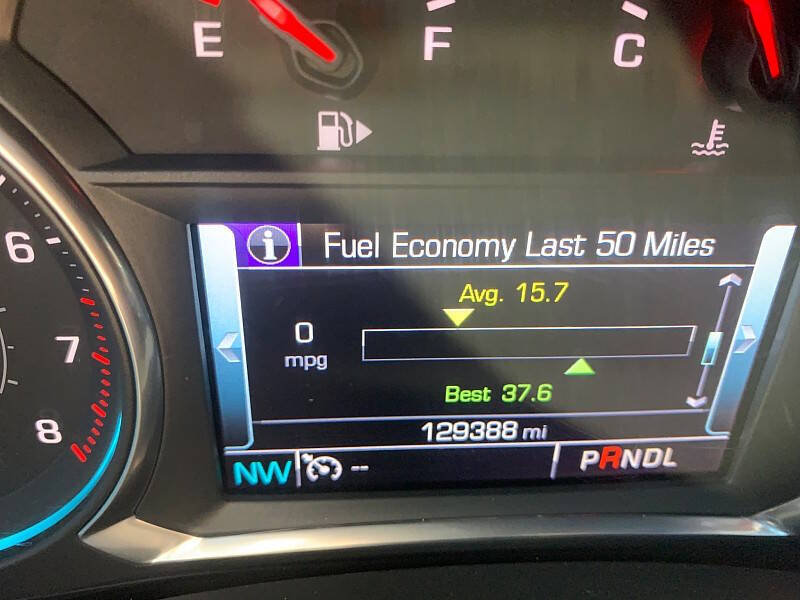 E F C
6
7
8
i Fuel Economy Last 50 Miles
Avg. 15.7
0
mpg
Best 37.6
129388 mi
NW -- PRNDL